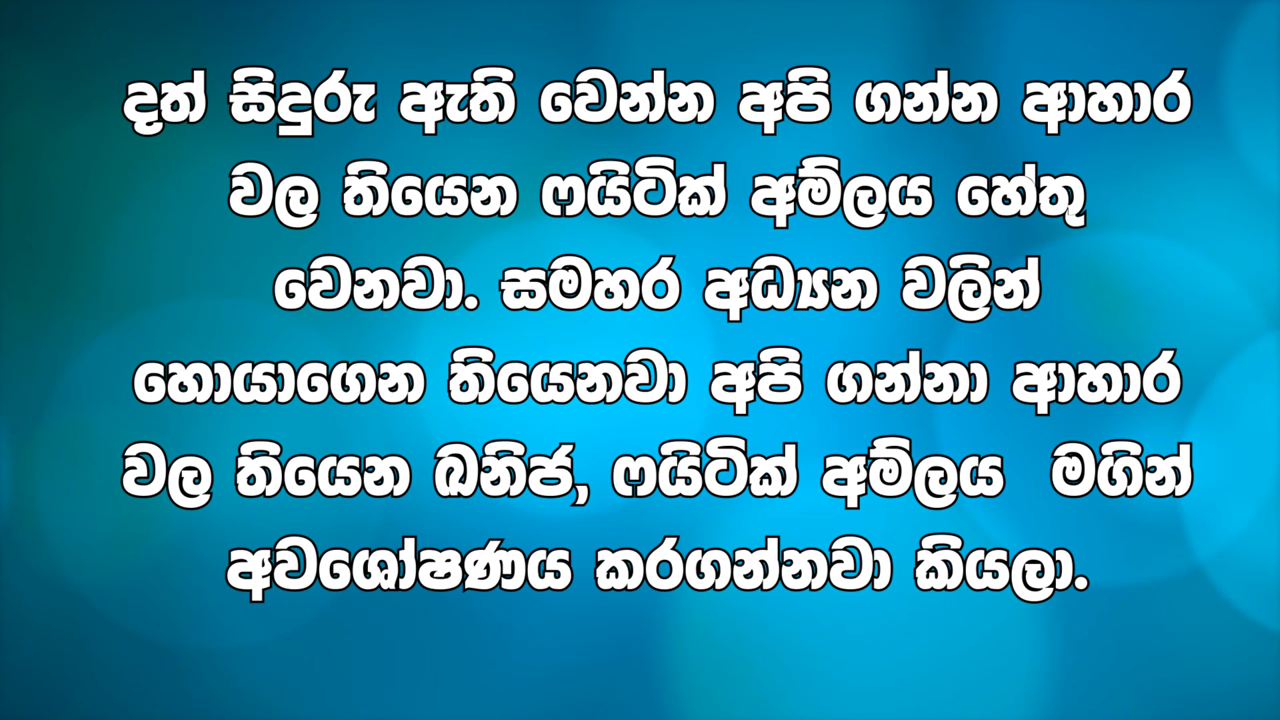 දත් සිදුරු ඇති වෙන්න අපි ගන්න ආහාර
වල තියෙන ෆයිටික් අම්ලය හේතු
වෙනවා. සමහර අධ්‍යන වලින්
හොයාගෙන තියෙනවා අපි ගන්නා ආහාර
වල තියෙන ඛනිජ, ෆයිටික් අම්ලය  මගින්
අවශෝෂණය කරගන්නවා කියලා.